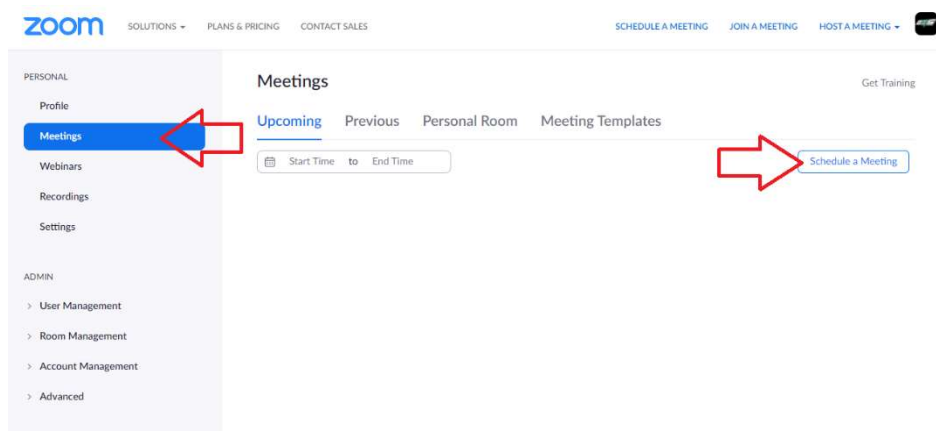 zoom SOLUTIONS PLANS & PRICING CONTACT SALES SCHEDULE A MEETING JOIN A MEETING HOST A MEETING
PERSONAL
Profile
Meetings
Webinars
Recordings
Settings
ADMIN
> User Management
> Room Management
> Account Management
> Advanced
Meetings
Get Training
Upcoming Previous Personal Room Meeting Templates
Start Time to End Time
Schedule a Meeting